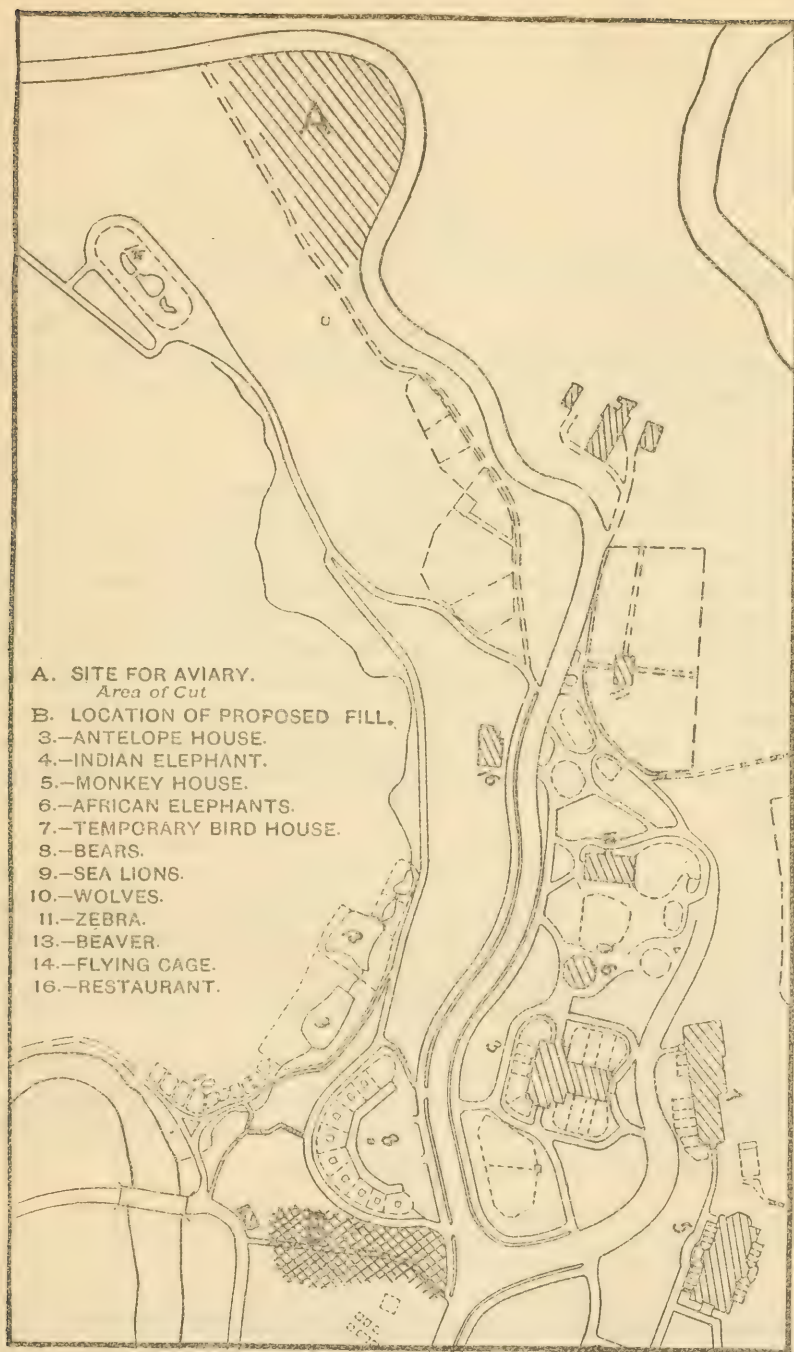 A
A. SITE FOR AVIARY.
Area of Cut
B. LOCATION OF PROPOSED FILL.
3.—ANTELOPE HOUSE.
4.—INDIAN ELEPHANT.
5.—MONKEY HOUSE.
6.—AFRICAN ELEPHANTS.
7.—TEMPORARY BIRD HOUSE.
8.—BEARS.
9.—SEA LIONS.
10.—WOLVES.
11.—ZEBRA.
13.—BEAVER.
14.—FLYING CAGE.
16.—RESTAURANT.
16
6
3
8
7
5